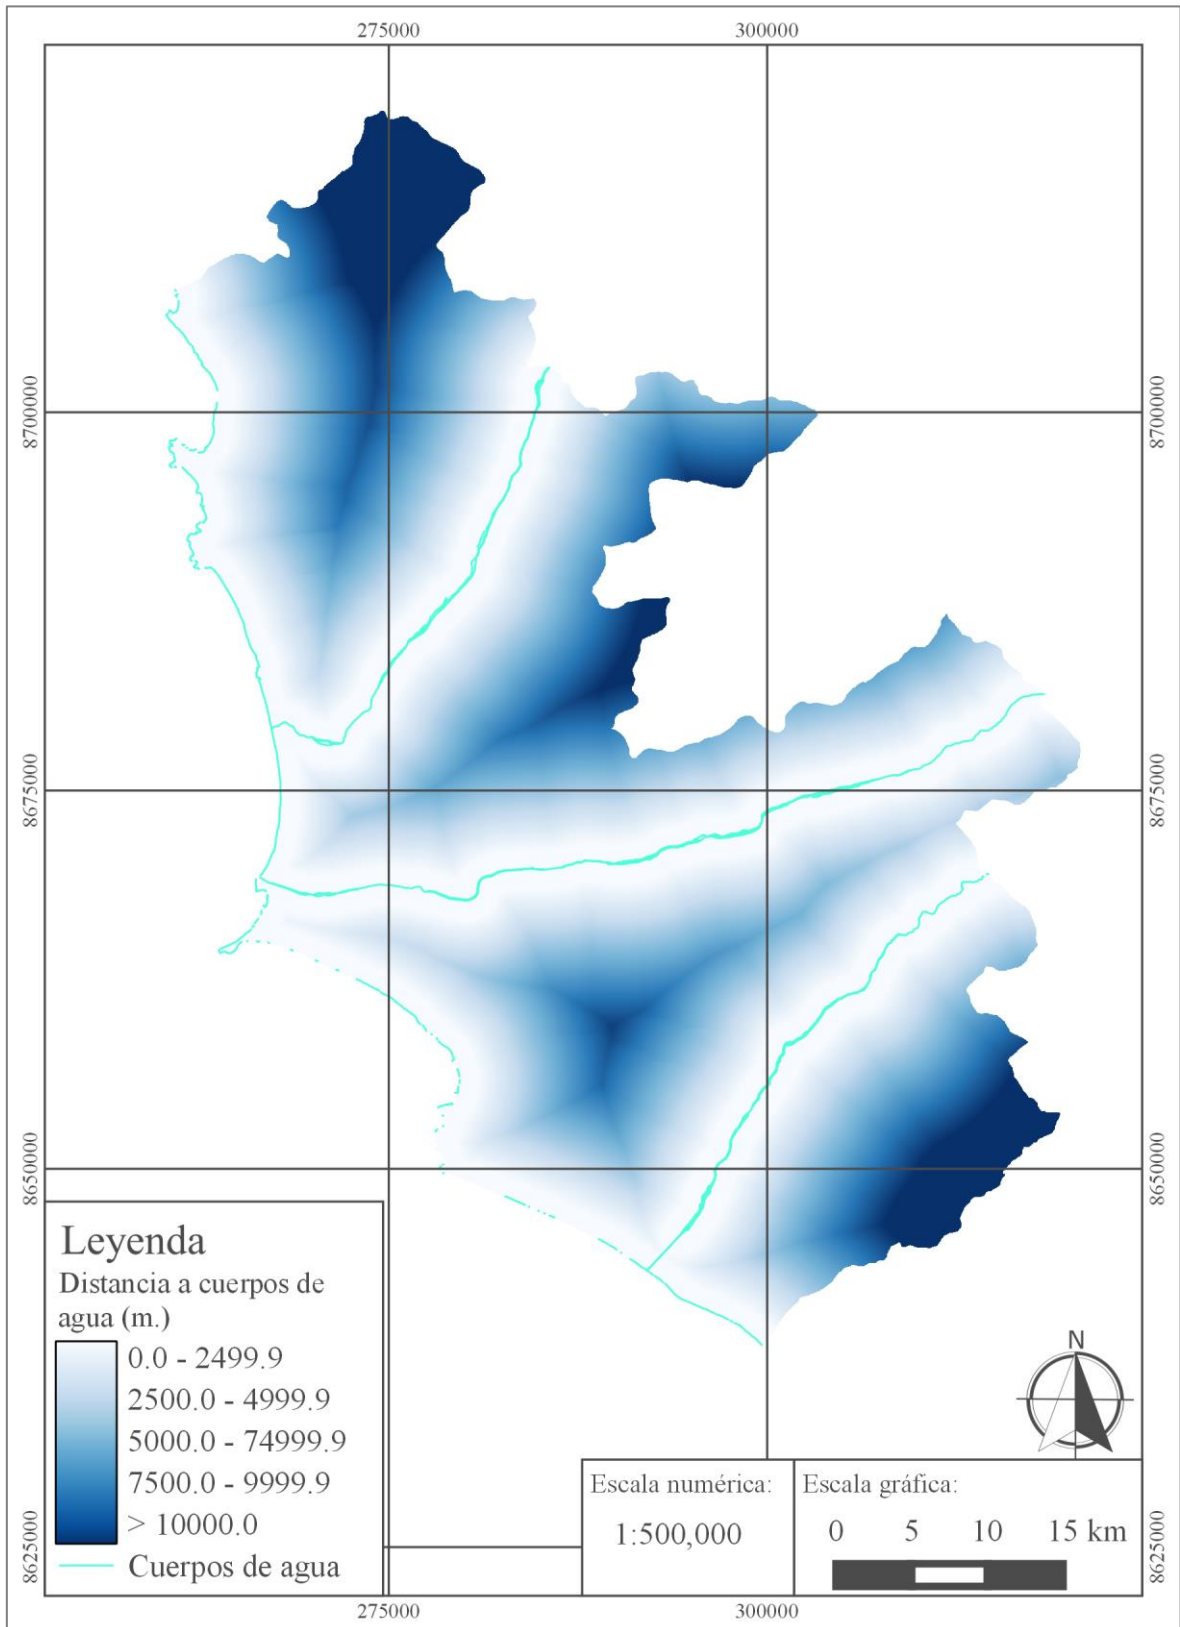 275000 300000
8700000 8700000
8675000 8675000
8650000 8650000
Leyenda
Distancia a cuerpos de
agua (m.)
0.0 - 2499.9
2500.0 - 4999.9
5000.0 - 74999.9
7500.0 - 9999.9
> 10000.0
Cuerpos de agua
N
Escala numérica:
1:500,000
Escala gráfica:
0 5 10 15 km
8625000 8625000
275000 300000